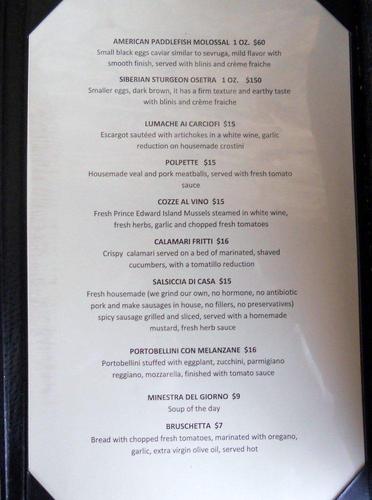 AMERICAN PADDLEFISH MOLOSSAL 1 OZ. $60
Small black eggs caviar similar to sevruga, mild flavor with
smooth finish, served with blinis and crème fraiche
SIBERIAN STURGEON OSETRA 1 OZ. $150
Smaller eggs, dark brown, it has a firm texture and earthy taste
with blinis and crème fraiche
LUMACHE AI CARCIOFI $15
Escargot sautéed with artichokes in a white wine, garlic
reduction on housemade crostini
POLPETTE $15
Housemade veal and pork meatballs, served with fresh tomato
sauce
COZZE AL VINO $15
Fresh Prince Edward Island Mussels steamed in white wine,
fresh herbs, garlic and chopped fresh tomatoes
CALAMARI FRITTI $16
Crispy calamari served on a bed of marinated, shaved
cucumbers, with a tomatillo reduction
SALSICCIA DI CASA $15
Fresh housemade (we grind our own, no hormone, no antibiotic
pork and make sausages in house, no fillers, no preservatives)
spicy sausage grilled and sliced, served with a homemade
mustard, fresh herb sauce
PORTOBELLINI CON MELANZANE $16
Portobellini stuffed with eggplant, zucchini, parmigiano
reggiano, mozzarella, finished with tomato sauce
MINESTRA DEL GIORNO $9
Soup of the day
BRUSCHETTA $7
Bread with chopped fresh tomatoes, marinated with oregano,
garlic, extra virgin olive oil, served hot